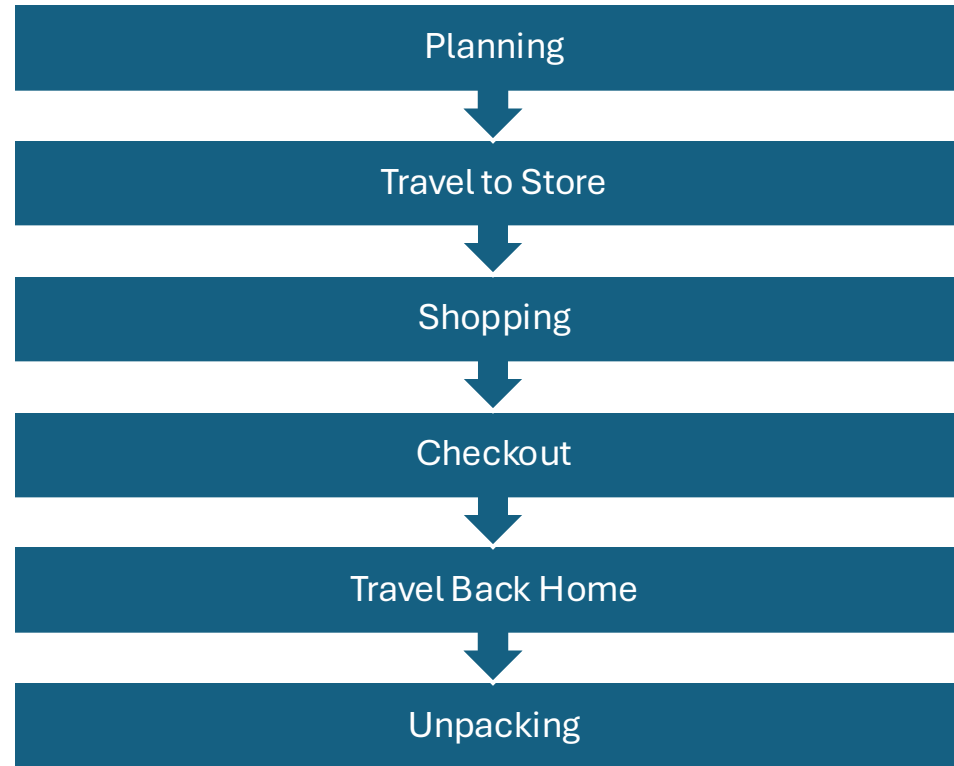 Planning
Travel to Store
Shopping
Checkout
Travel Back Home
Unpacking